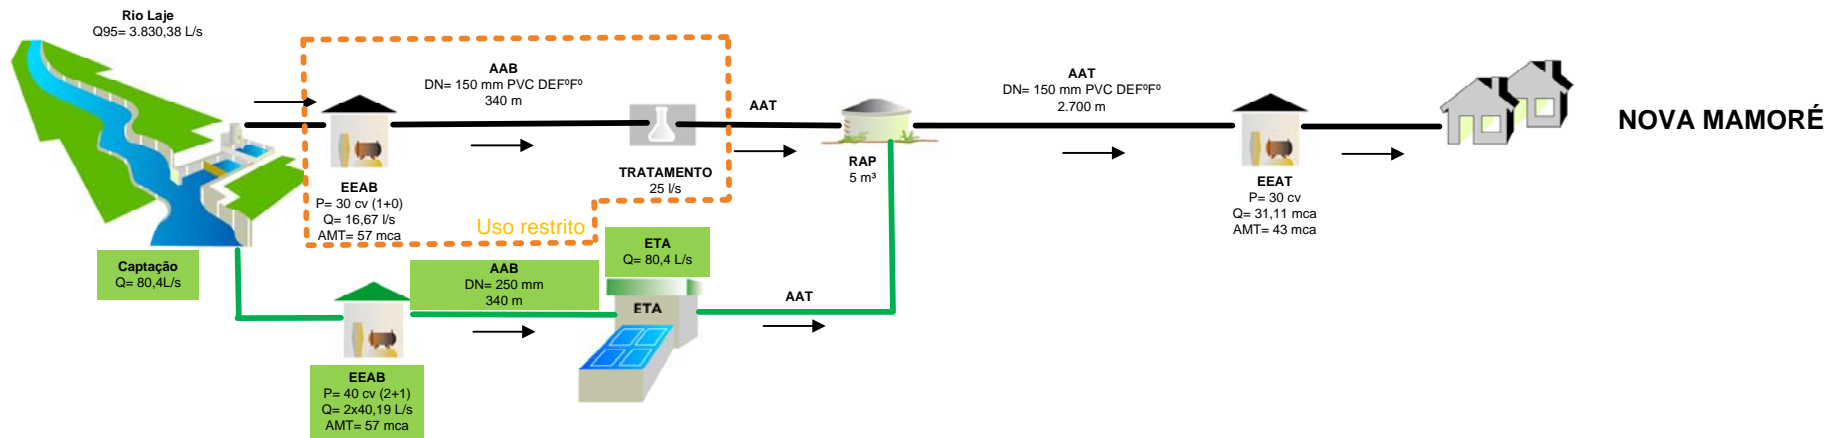 Rio Laje
Q95= 3.830,38 L/s
AAB
DN= 150 mm PVC DEFºFº
340 m
AAT
AAT
DN= 150 mm PVC DEFºFº
2.700 m
NOVA MAMORÉ
EEAB
P= 30 cv (1+0)
Q= 16,67 l/s
AMT= 57 mca
TRATAMENTO
25 l/s
RAP
5 m³
EEAT
P= 30 cv
Q= 31,11 mca
AMT= 43 mca
Uso restrito
Captação
Q= 80,4L/s
AAB
DN= 250 mm
340 m
ETA
Q= 80,4 L/s
ETA
AAT
EEAB
P= 40 cv (2+1)
Q= 2x40,19 L/s
AMT= 57 mca